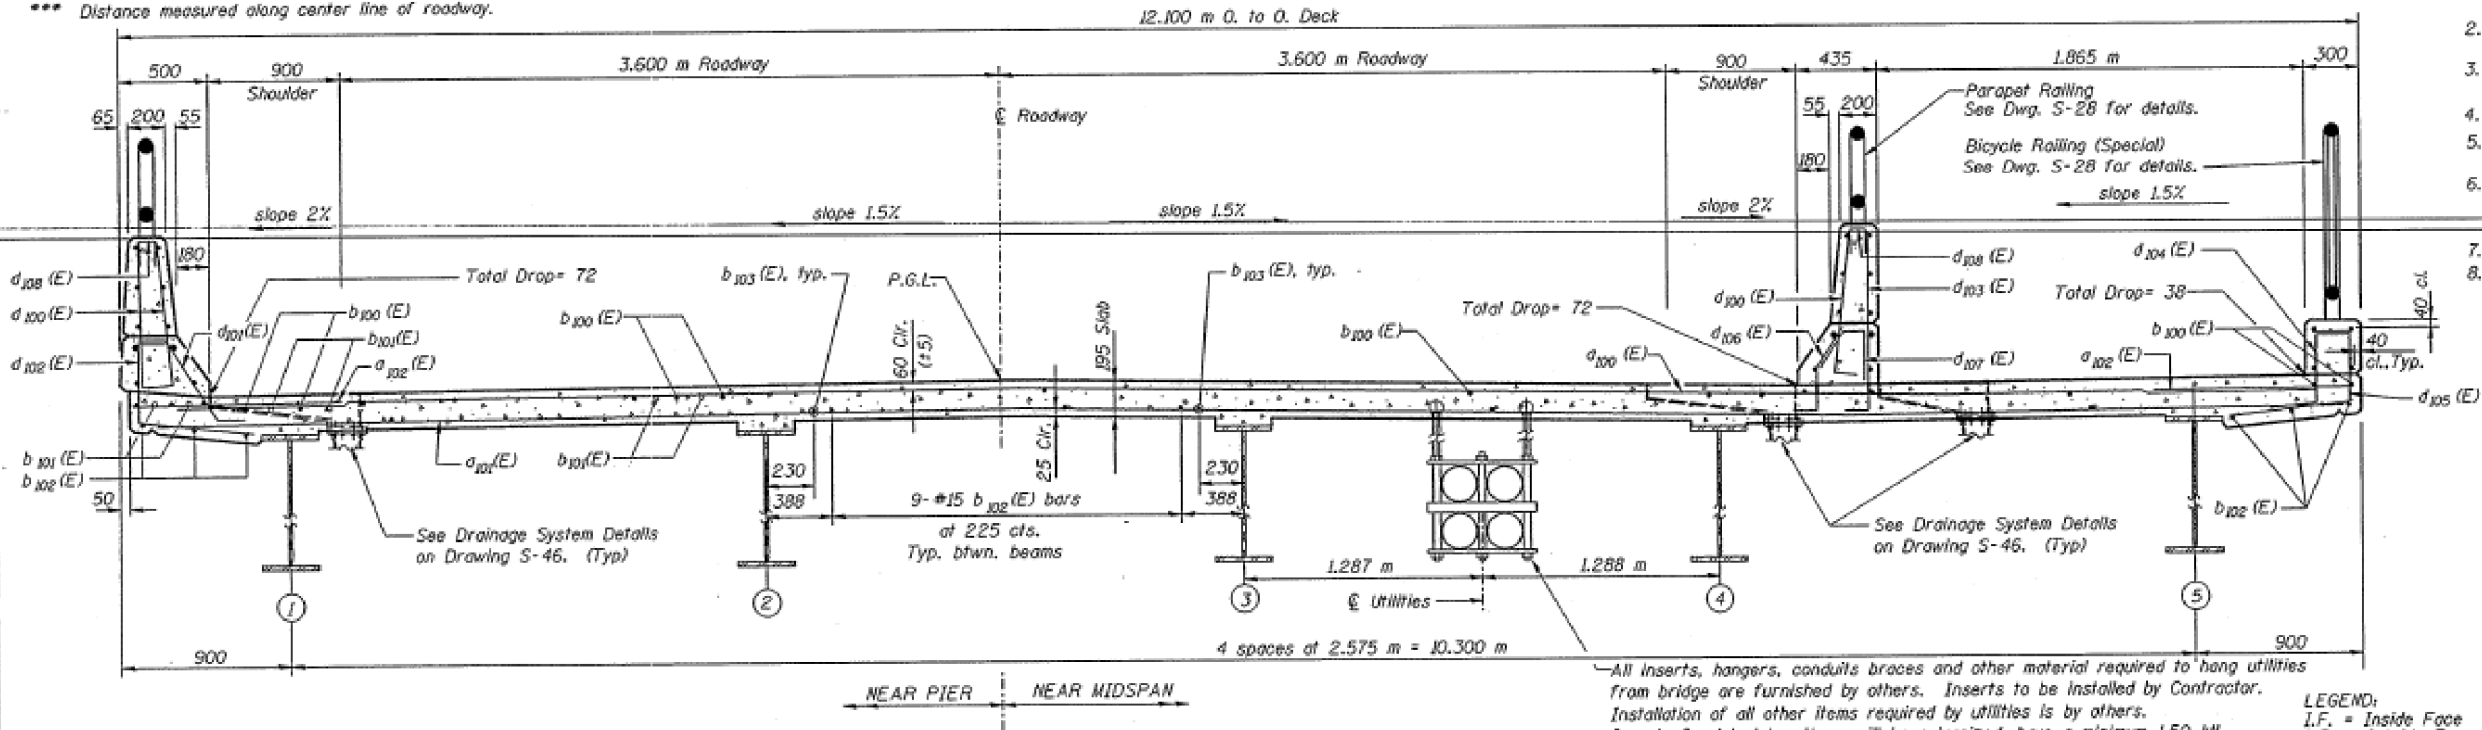 *** Distance measured along center line of roadway.
12.100 m O. to O. Deck
2.
500
900
3.600 m Roadway
3.600 m Roadway
900
435
1.865 m
300
3.
Shoulder
Shoulder
65
200
55
55
200
Parapet Railing
See Dwg. S-28 for details.
4.
℄ Roadway
5.
180
Bicycle Railing (Special)
See Dwg. S-28 for details.
6.
slope 2%
slope 1.5%
slope 1.5%
slope 2%
slope 1.5%
7.
8.
180
d108 (E)
Total Drop= 72
b103 (E), typ.
P.G.L.
b103 (E), typ.
d108 (E)
d104 (E)
d100 (E)
d103 (E)
Total Drop= 38
40 cl.
d100 (E)
b100 (E)
b100 (E)
Total Drop= 72
d101 (E)
b101 (E)
60 Clr.
(±5)
195 Slab
b100 (E)
d106 (E)
b100 (E)
40
cl., Typ.
d102 (E)
a102 (E)
a100 (E)
d107 (E)
a102 (E)
d105 (E)
b101 (E)
b102 (E)
a101 (E)
b101 (E)
25 Clr.
50
230
388
9-#15 b102 (E) bars
at 225 cts.
Typ. btwn. beams
230
388
b102 (E)
See Drainage System Details
on Drawing S-46. (Typ)
See Drainage System Details
on Drawing S-46. (Typ)
1.287 m
1.288 m
℄ Utilities
1
2
3
4
5
900
4 spaces at 2.575 m = 10.300 m
900
NEAR PIER
NEAR MIDSPAN
All inserts, hangers, conduits braces and other material required to hang utilities
from bridge are furnished by others. Inserts to be installed by Contractor.
Installation of all other items required by utilities is by others.
LEGEND:
I.F. = Inside Face